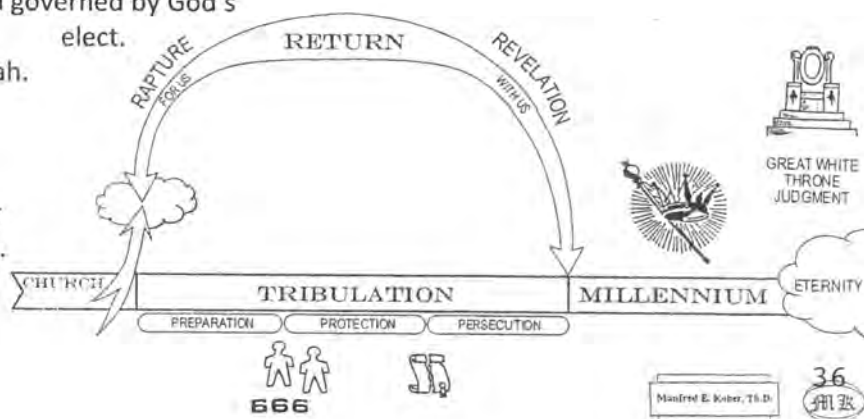 governed by God's
elect.
ah.
RAPTURE
FOR US
RETURN
REVELATION
WITH US
GREAT WHITE
THRONE
JUDGMENT
CHURCH
TRIBULATION
MILLENNIUM
ETERNITY
PREPARATION
PROTECTION
PERSECUTION
666
Manfred E. Kober, Th.D.
36
MK